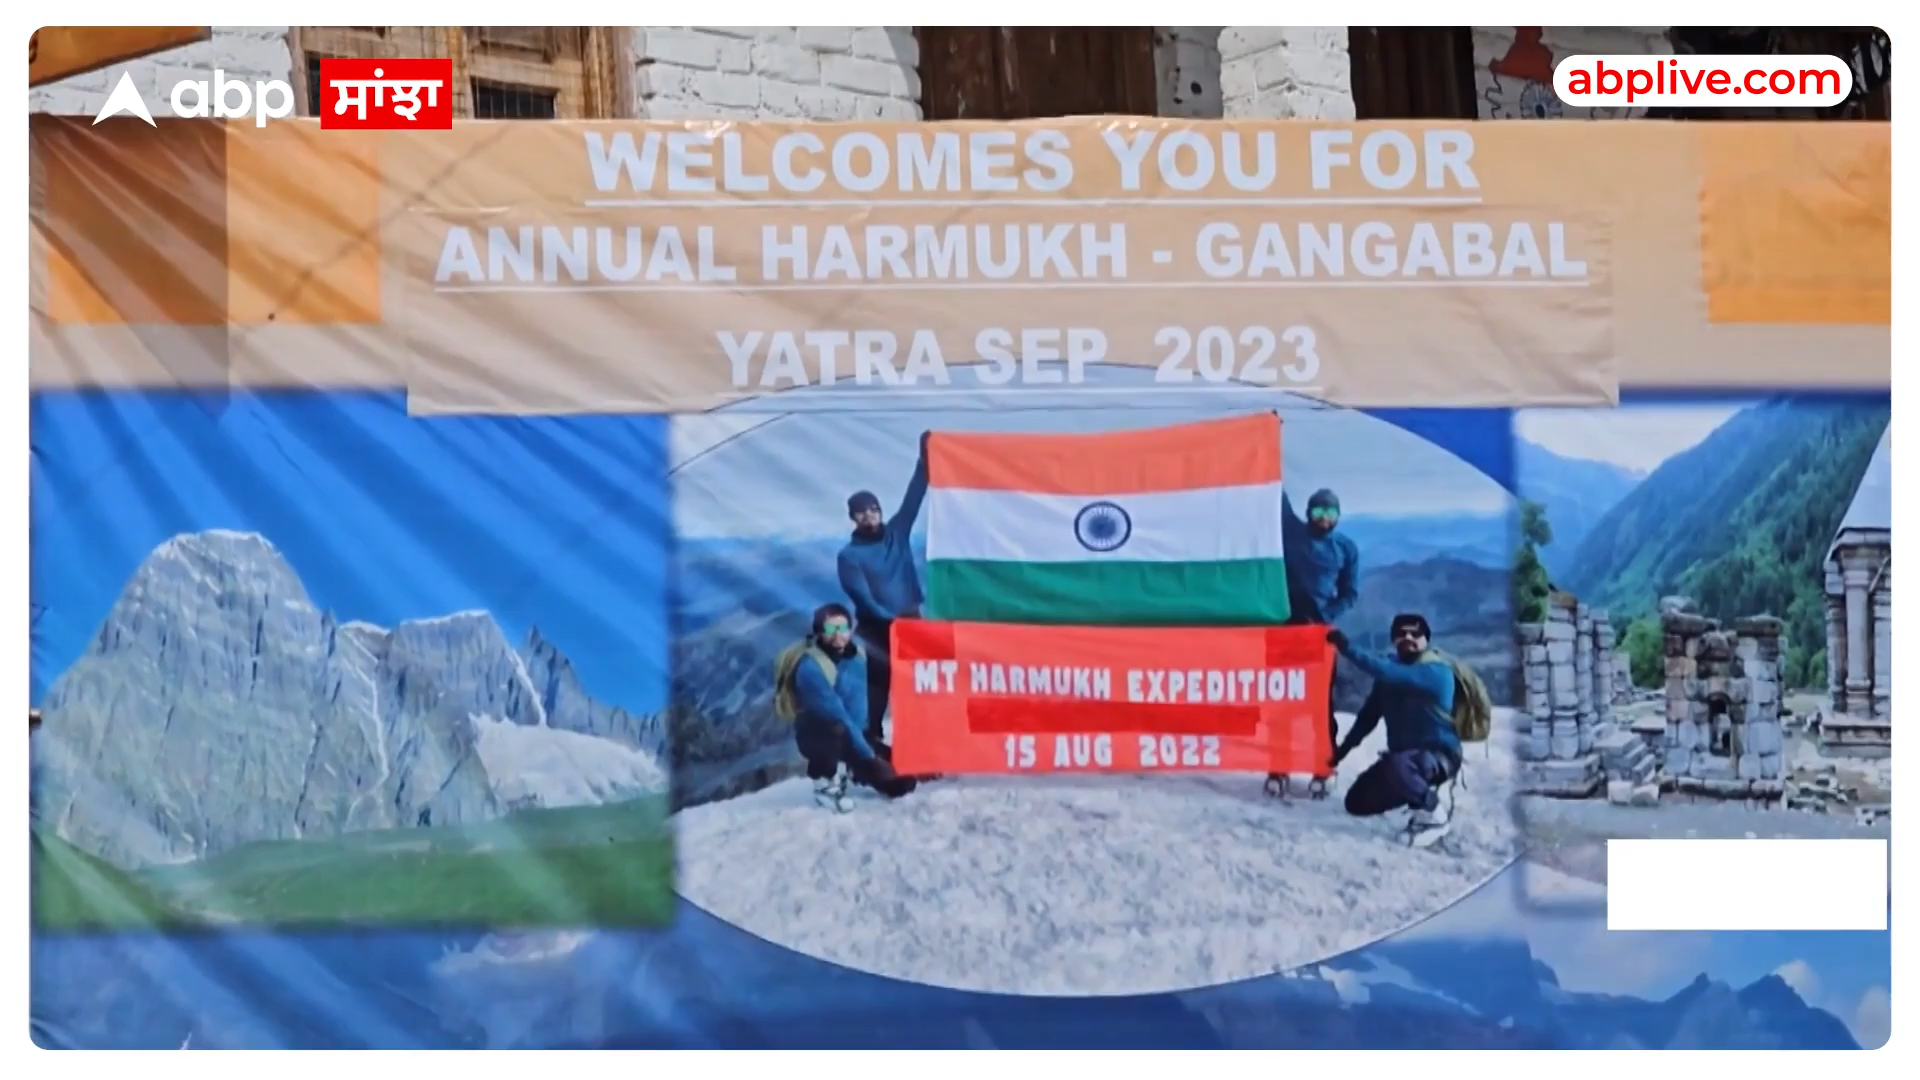 abp ਸਾਂਝਾ
abplive.com
WELCOMES YOU FOR
ANNUAL HARMUKH - GANGABAL
YATRA SEP 2023
MT HARMUKH EXPEDITION
15 AUG 2022